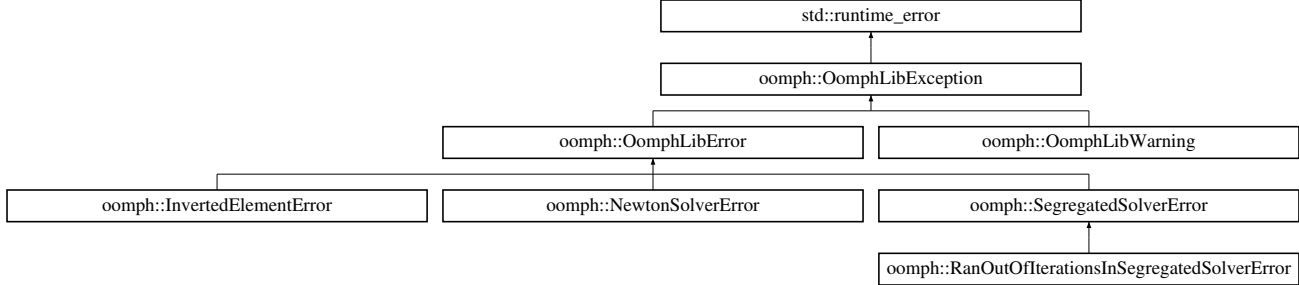 std::runtime_error
oomph::OomphLibException
oomph::OomphLibError
oomph::OomphLibWarning
oomph::InvertedElementError
oomph::NewtonSolverError
oomph::SegregatedSolverError
oomph::RanOutOfIterationsInSegregatedSolverError